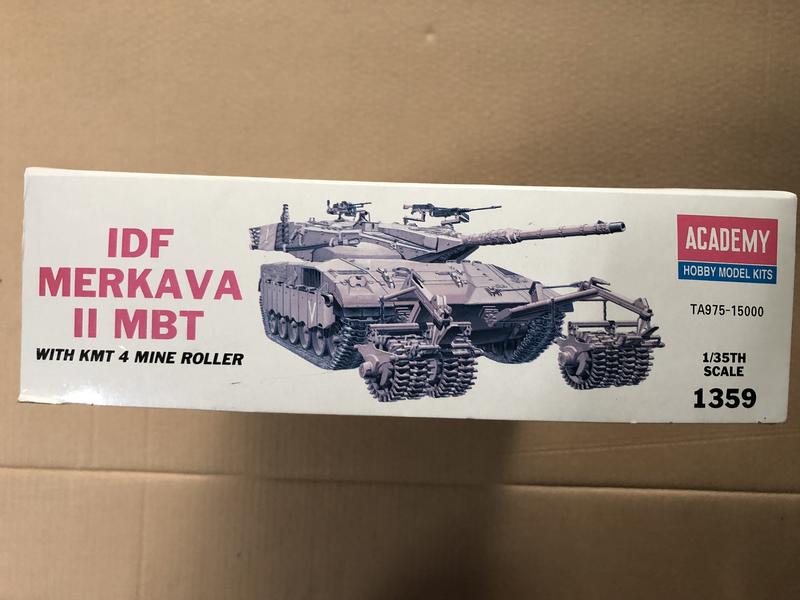 IDF
MERKAVA
II MBT
WITH KMT 4 MINE ROLLER
ACADEMY
HOBBY MODEL KITS
TA975-15000
1/35TH
SCALE
1359